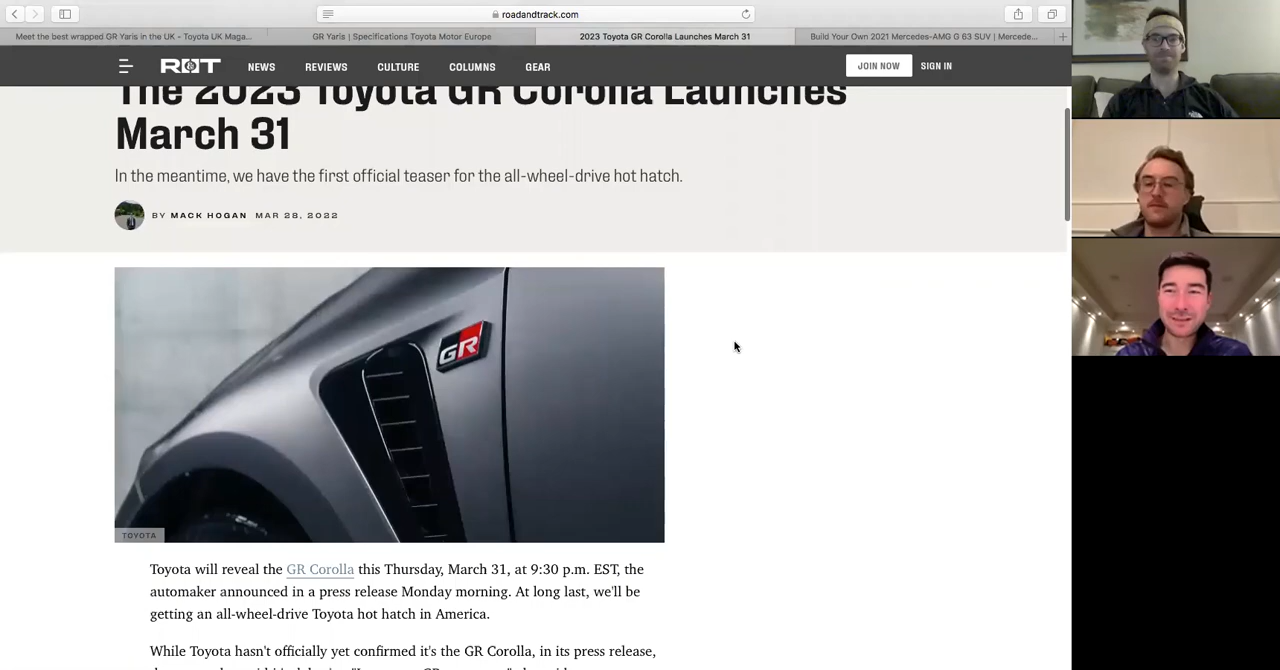 roadandtrack.com
Meet the best wrapped GR Yaris in the UK - Toyota UK Maga...
GR Yaris | Specifications Toyota Motor Europe
2023 Toyota GR Corolla Launches March 31
Build Your Own 2021 Mercedes-AMG G 63 SUV | Mercede...
R&T NEWS REVIEWS CULTURE COLUMNS GEAR JOIN NOW SIGN IN
The 2023 Toyota GR Corolla Launches
March 31
In the meantime, we have the first official teaser for the all-wheel-drive hot hatch.
BY MACK HOGAN MAR 28, 2022
GR
TOYOTA
Toyota will reveal the GR Corolla this Thursday, March 31, at 9:30 p.m. EST, the
automaker announced in a press release Monday morning. At long last, we'll be
getting an all-wheel-drive Toyota hot hatch in America.
While Toyota hasn't officially yet confirmed it's the GR Corolla, in its press release,